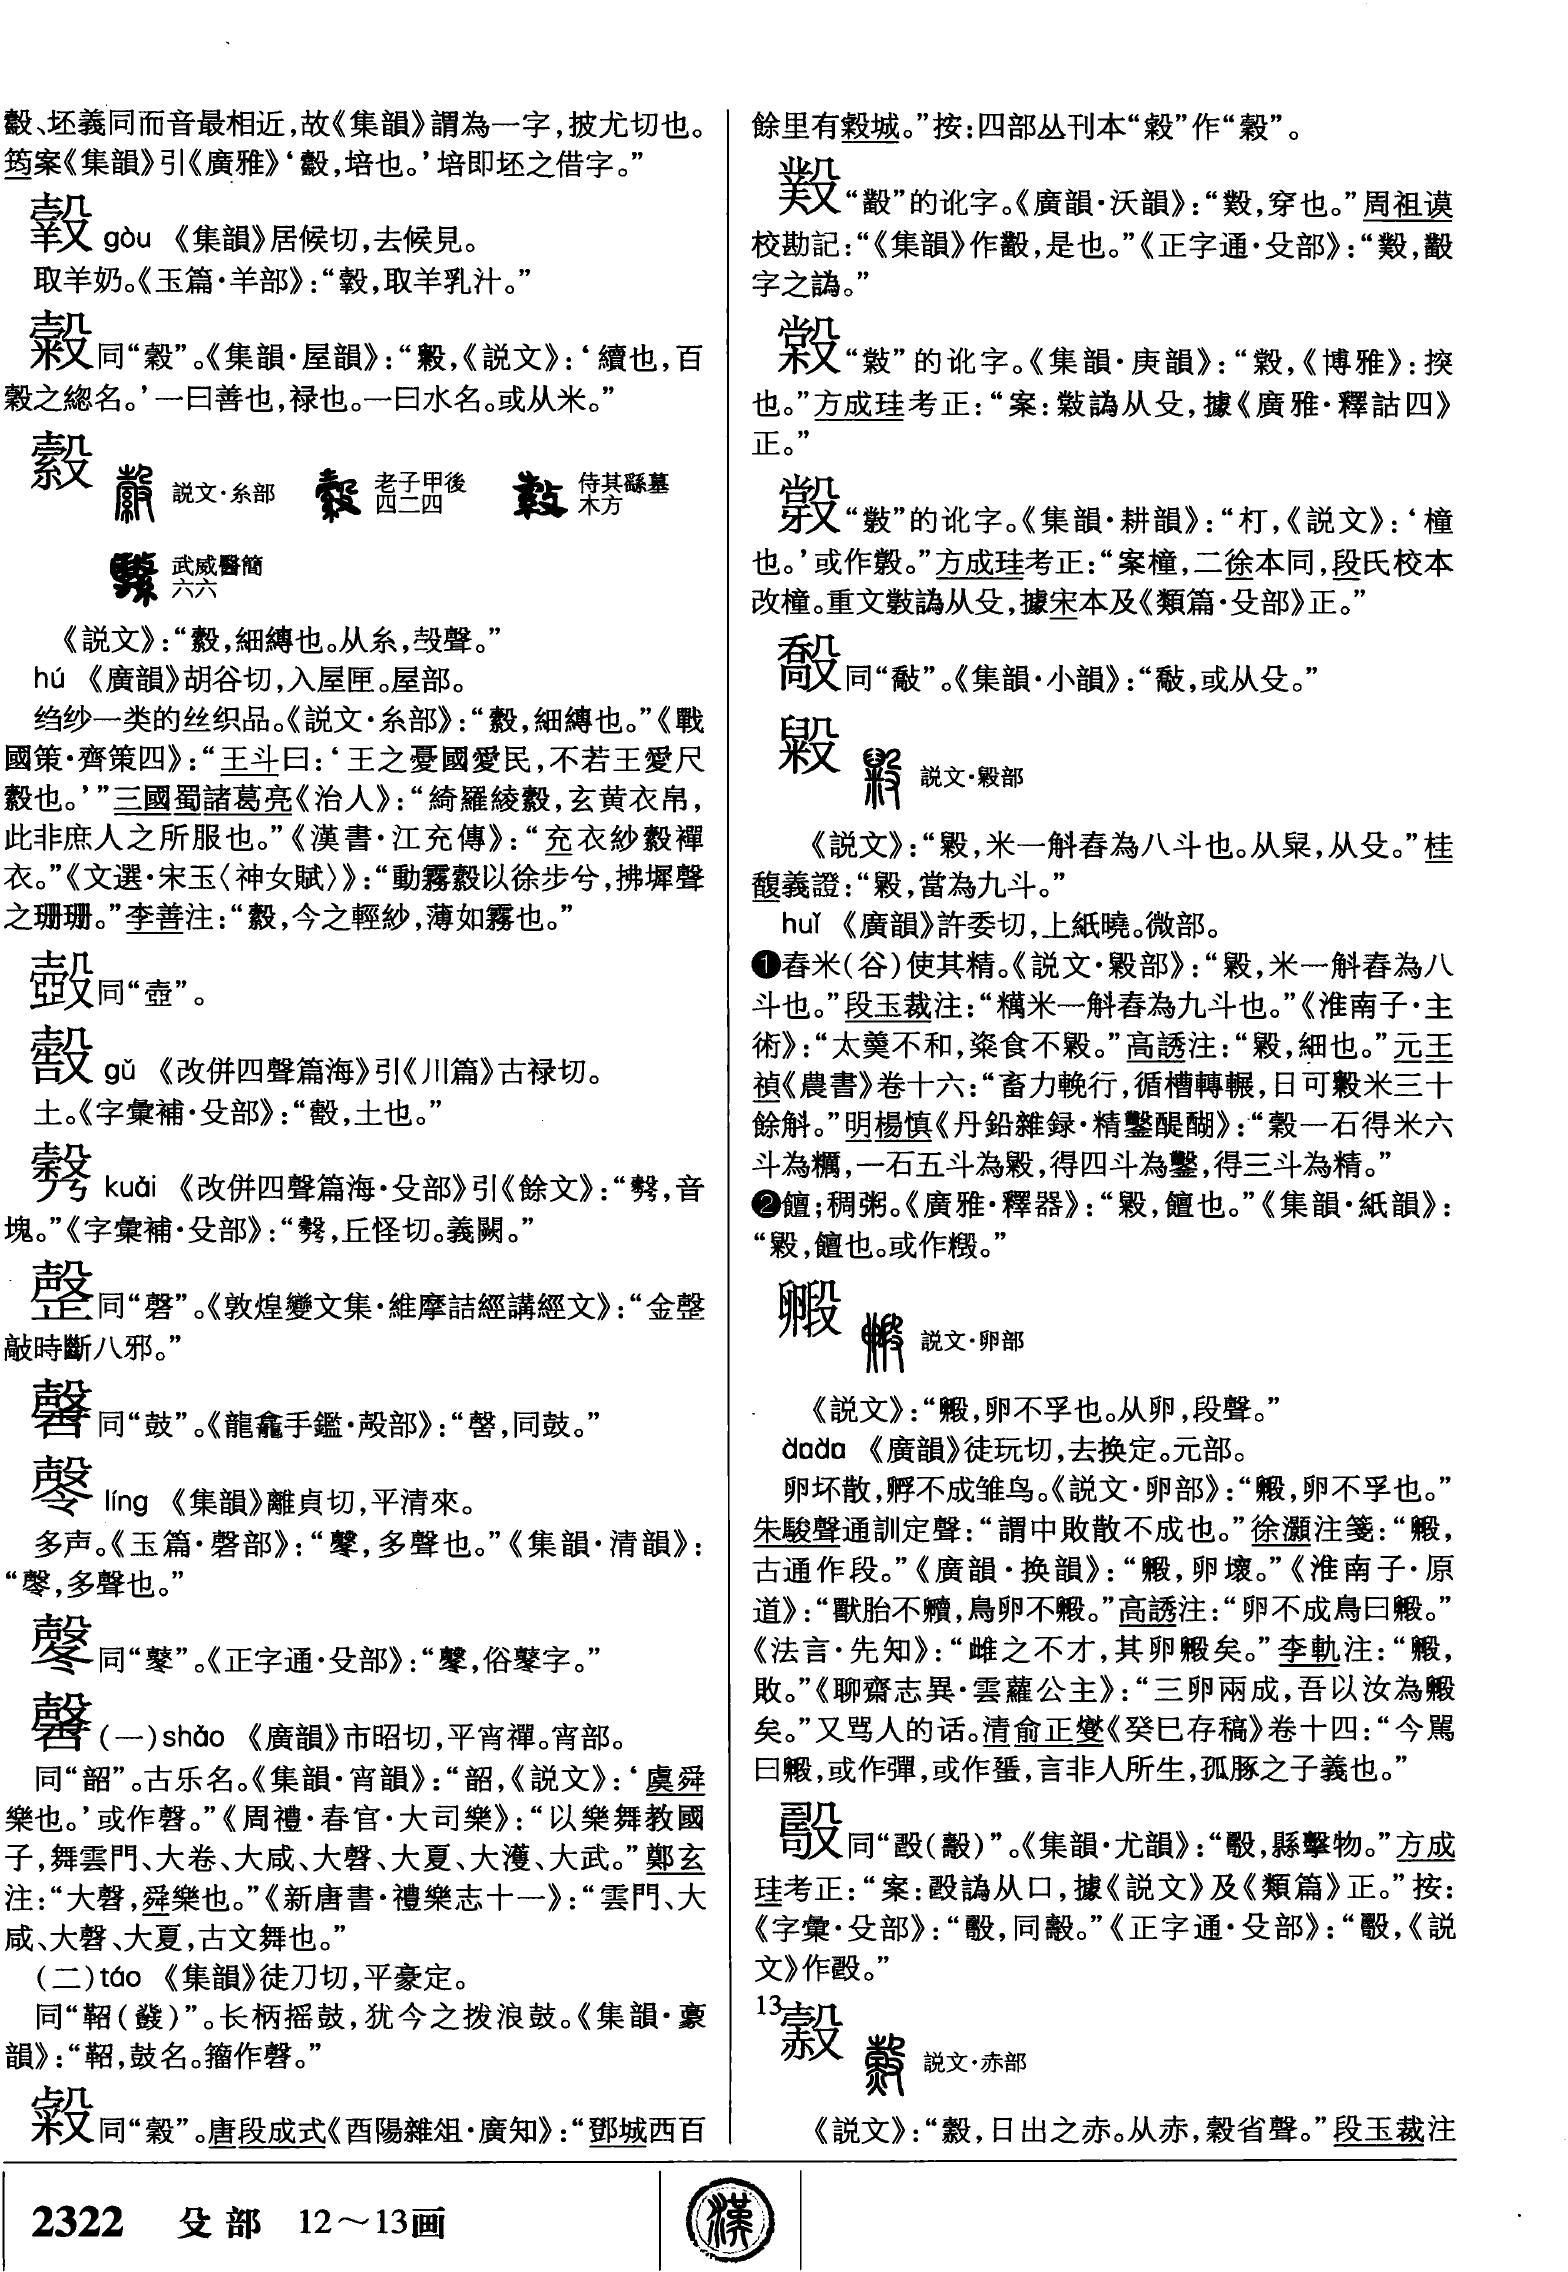 轂、坯義同而音最相近，故《集韻》謂為一字，披尤切也。
筠案《集韻》引《廣雅》‘，培也。’培即坯之借字。”
gòu 《集韻》居候切，去候見。
取羊奶。《玉篇·羊部》：“，取羊乳汁。”
同“穀”。《集韻·屋韻》：“，《説文》：‘續也，百
穀之緫名。’一曰善也，禄也。一曰水名。或从米。”
縠
説文·糸部
老子甲後
四二四
侍其繇墓
木方
武威醫簡
六六
《説文》：“縠，細縳也。从糸，㱿聲。”
hú 《廣韻》胡谷切，入屋匣。屋部。
绉纱一类的丝织品。《説文·糸部》：“縠，細縳也。”《戰
國策·齊策四》：“王斗曰：‘王之憂國愛民，不若王愛尺
縠也。’”三國蜀諸葛亮《治人》：“綺羅綾縠，玄黄衣帛，
此非庶人之所服也。”《漢書·江充傳》：“充衣紗縠襌
衣。”《文選·宋玉〈神女賦〉》：“動霧縠以徐步兮，拂墀聲
之珊珊。”李善注：“縠，今之輕紗，薄如霧也。”
同“壺”。
gǔ 《改併四聲篇海》引《川篇》古禄切。
土。《字彙補·殳部》：“，土也。”
kuǎi 《改併四聲篇海·殳部》引《餘文》：“，音
塊。”《字彙補·殳部》：“，丘怪切。義闕。”
同“磬”。《敦煌變文集·維摩詰經講經文》：“金
敲時斷八邪。”
同“鼓”。《龍龕手鑑·㱿部》：“，同鼓。”
líng 《集韻》離貞切，平清來。
多声。《玉篇·磬部》：“，多聲也。”《集韻·清韻》：
“，多聲也。”
同“鼕”。《正字通·殳部》：“，俗鼕字。”
（一）sháo 《廣韻》市昭切，平宵禪。宵部。
同“韶”。古乐名。《集韻·宵韻》：“韶，《説文》：‘虞舜
樂也。’或作㲈。”《周禮·春官·大司樂》：“以樂舞教國
子，舞雲門、大卷、大咸、大㲈、大夏、大濩、大武。”鄭玄
注：“大㲈，舜樂也。”《新唐書·禮樂志十一》：“雲門、大
咸、大㲈、大夏，古文舞也。”
（二）táo 《集韻》徒刀切，平豪定。
同“鞀（鼗）”。长柄摇鼓，犹今之拨浪鼓。《集韻·豪
韻》：“鞀，鼓名。籀作㲈。”
同“穀”。唐段成式《酉陽雜俎·廣知》：“鄧城西百
餘里有穀城。”按：四部丛刊本“”作“穀”。
“”的讹字。《廣韻·沃韻》：“，穿也。”周祖谟
校勘記：“《集韻》作，是也。”《正字通·殳部》：“，
字之譌。”
“”的讹字。《集韻·庚韻》：“，《博雅》：揬
也。”方成珪考正：“案：譌从殳，據《廣雅·釋詁四》
正。”
“”的讹字。《集韻·耕韻》：“朾，《説文》：‘橦
也。’或作。”方成珪考正：“案橦，二徐本同，段氏校本
改橦。重文譌从殳，據宋本及《類篇·殳部》正。”
同“敽”。《集韻·小韻》：“敽，或从殳。”
毇
説文·毇部
《説文》：“毇，米一斛舂為八斗也。从臼米，从殳。”桂
馥義證：“毇，當為九斗。”
huǐ 《廣韻》許委切，上紙曉。微部。
❶舂米（谷）使其精。《説文·毇部》：“毇，米一斛舂為八
斗也。”段玉裁注：“糲米一斛舂為九斗也。”《淮南子·主
術》：“太羹不和，粢食不毇。”高誘注：“毇，細也。”元王
禎《農書》卷十六：“畜力輓行，循槽轉輾，日可毇米三十
餘斛。”明楊慎《丹鉛雜録·精鑿醍醐》：“穀一石得米六
斗為糲，一石五斗為毇，得四斗為鑿，得三斗為精。”
❷饘；稠粥。《廣雅·釋器》：“毇，饘也。”《集韻·紙韻》：
“毇，饘也。或作。”
毈
説文·卵部
《説文》：“毈，卵不孚也。从卵，段聲。”
《廣韻》徒玩切，去换定。元部。
卵坏散，孵不成雏鸟。《説文·卵部》：“毈，卵不孚也。”
朱駿聲通訓定聲：“謂中敗散不成也。”徐灝注箋：“毈，
古通作段。”《廣韻·换韻》：“毈，卵壞。”《淮南子·原
道》：“獸胎不贕，鳥卵不毈。”高誘注：“卵不成鳥曰毈。”
《法言·先知》：“雌之不才，其卵毈矣。”李軌注：“毈，
敗。”《聊齋志異·雲蘿公主》：“三卵兩成，吾以汝為毈
矣。”又骂人的话。清俞正燮《癸巳存稿》卷十四：“今駡
曰毈，或作彈，或作蜑，言非人所生，孤豚之子義也。”
同“”。《集韻·尤韻》：“，縣擊物。”方成
珪考正：“案：譌从口，據《説文》及《類篇》正。”按：
《字彙·殳部》：“，同。”《正字通·殳部》：“，《説
文》作。”
13
説文·赤部
《説文》：“，日出之赤。从赤，㱿省聲。”段玉裁注
2322 殳部 12～13画
漢